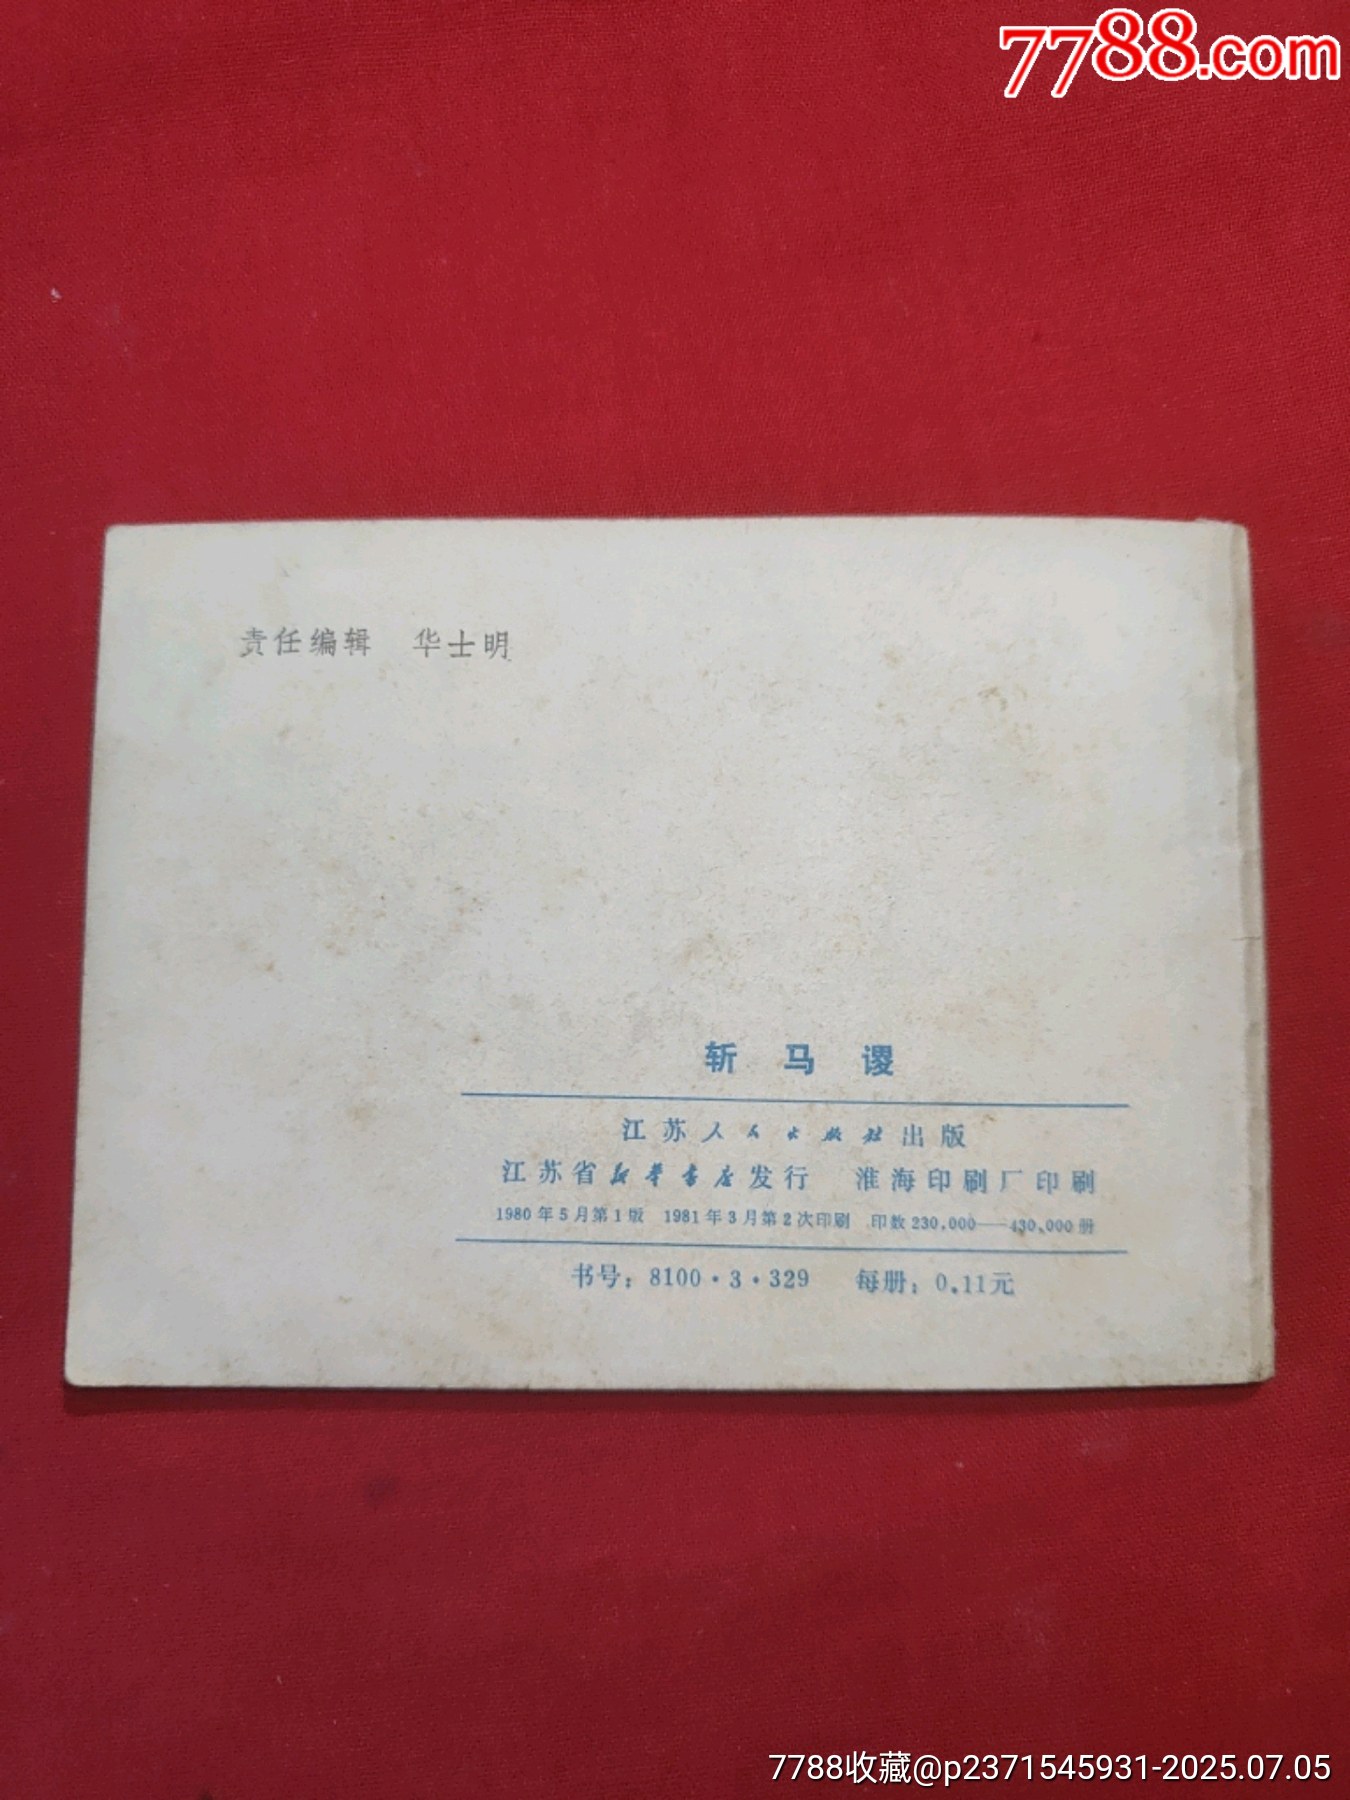 7788.com
责任编辑 华士明
斩马谡
江苏人民出版社出版
江苏省新华书店发行 淮海印刷厂印刷
1980年5月第1版 1981年3月第2次印刷 印数230,000—430,000册
书号：8100·3·329 每册：0.11元
7788收藏@p2371545931-2025.07.05